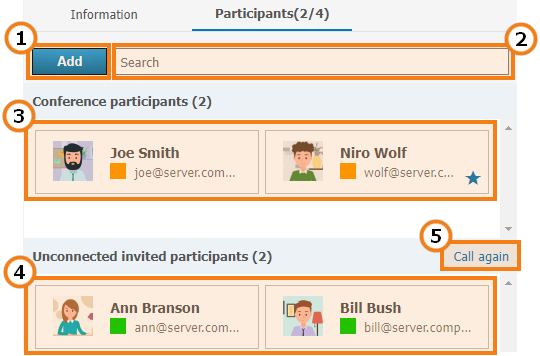 Information Participants(2/4)
1 2
Add Search
Conference participants (2)
3
Joe Smith Niro Wolf
joe@server.com... wolf@server.c...
5
Unconnected invited participants (2) Call again
4
Ann Branson Bill Bush
ann@server.com... bill@server.comp...